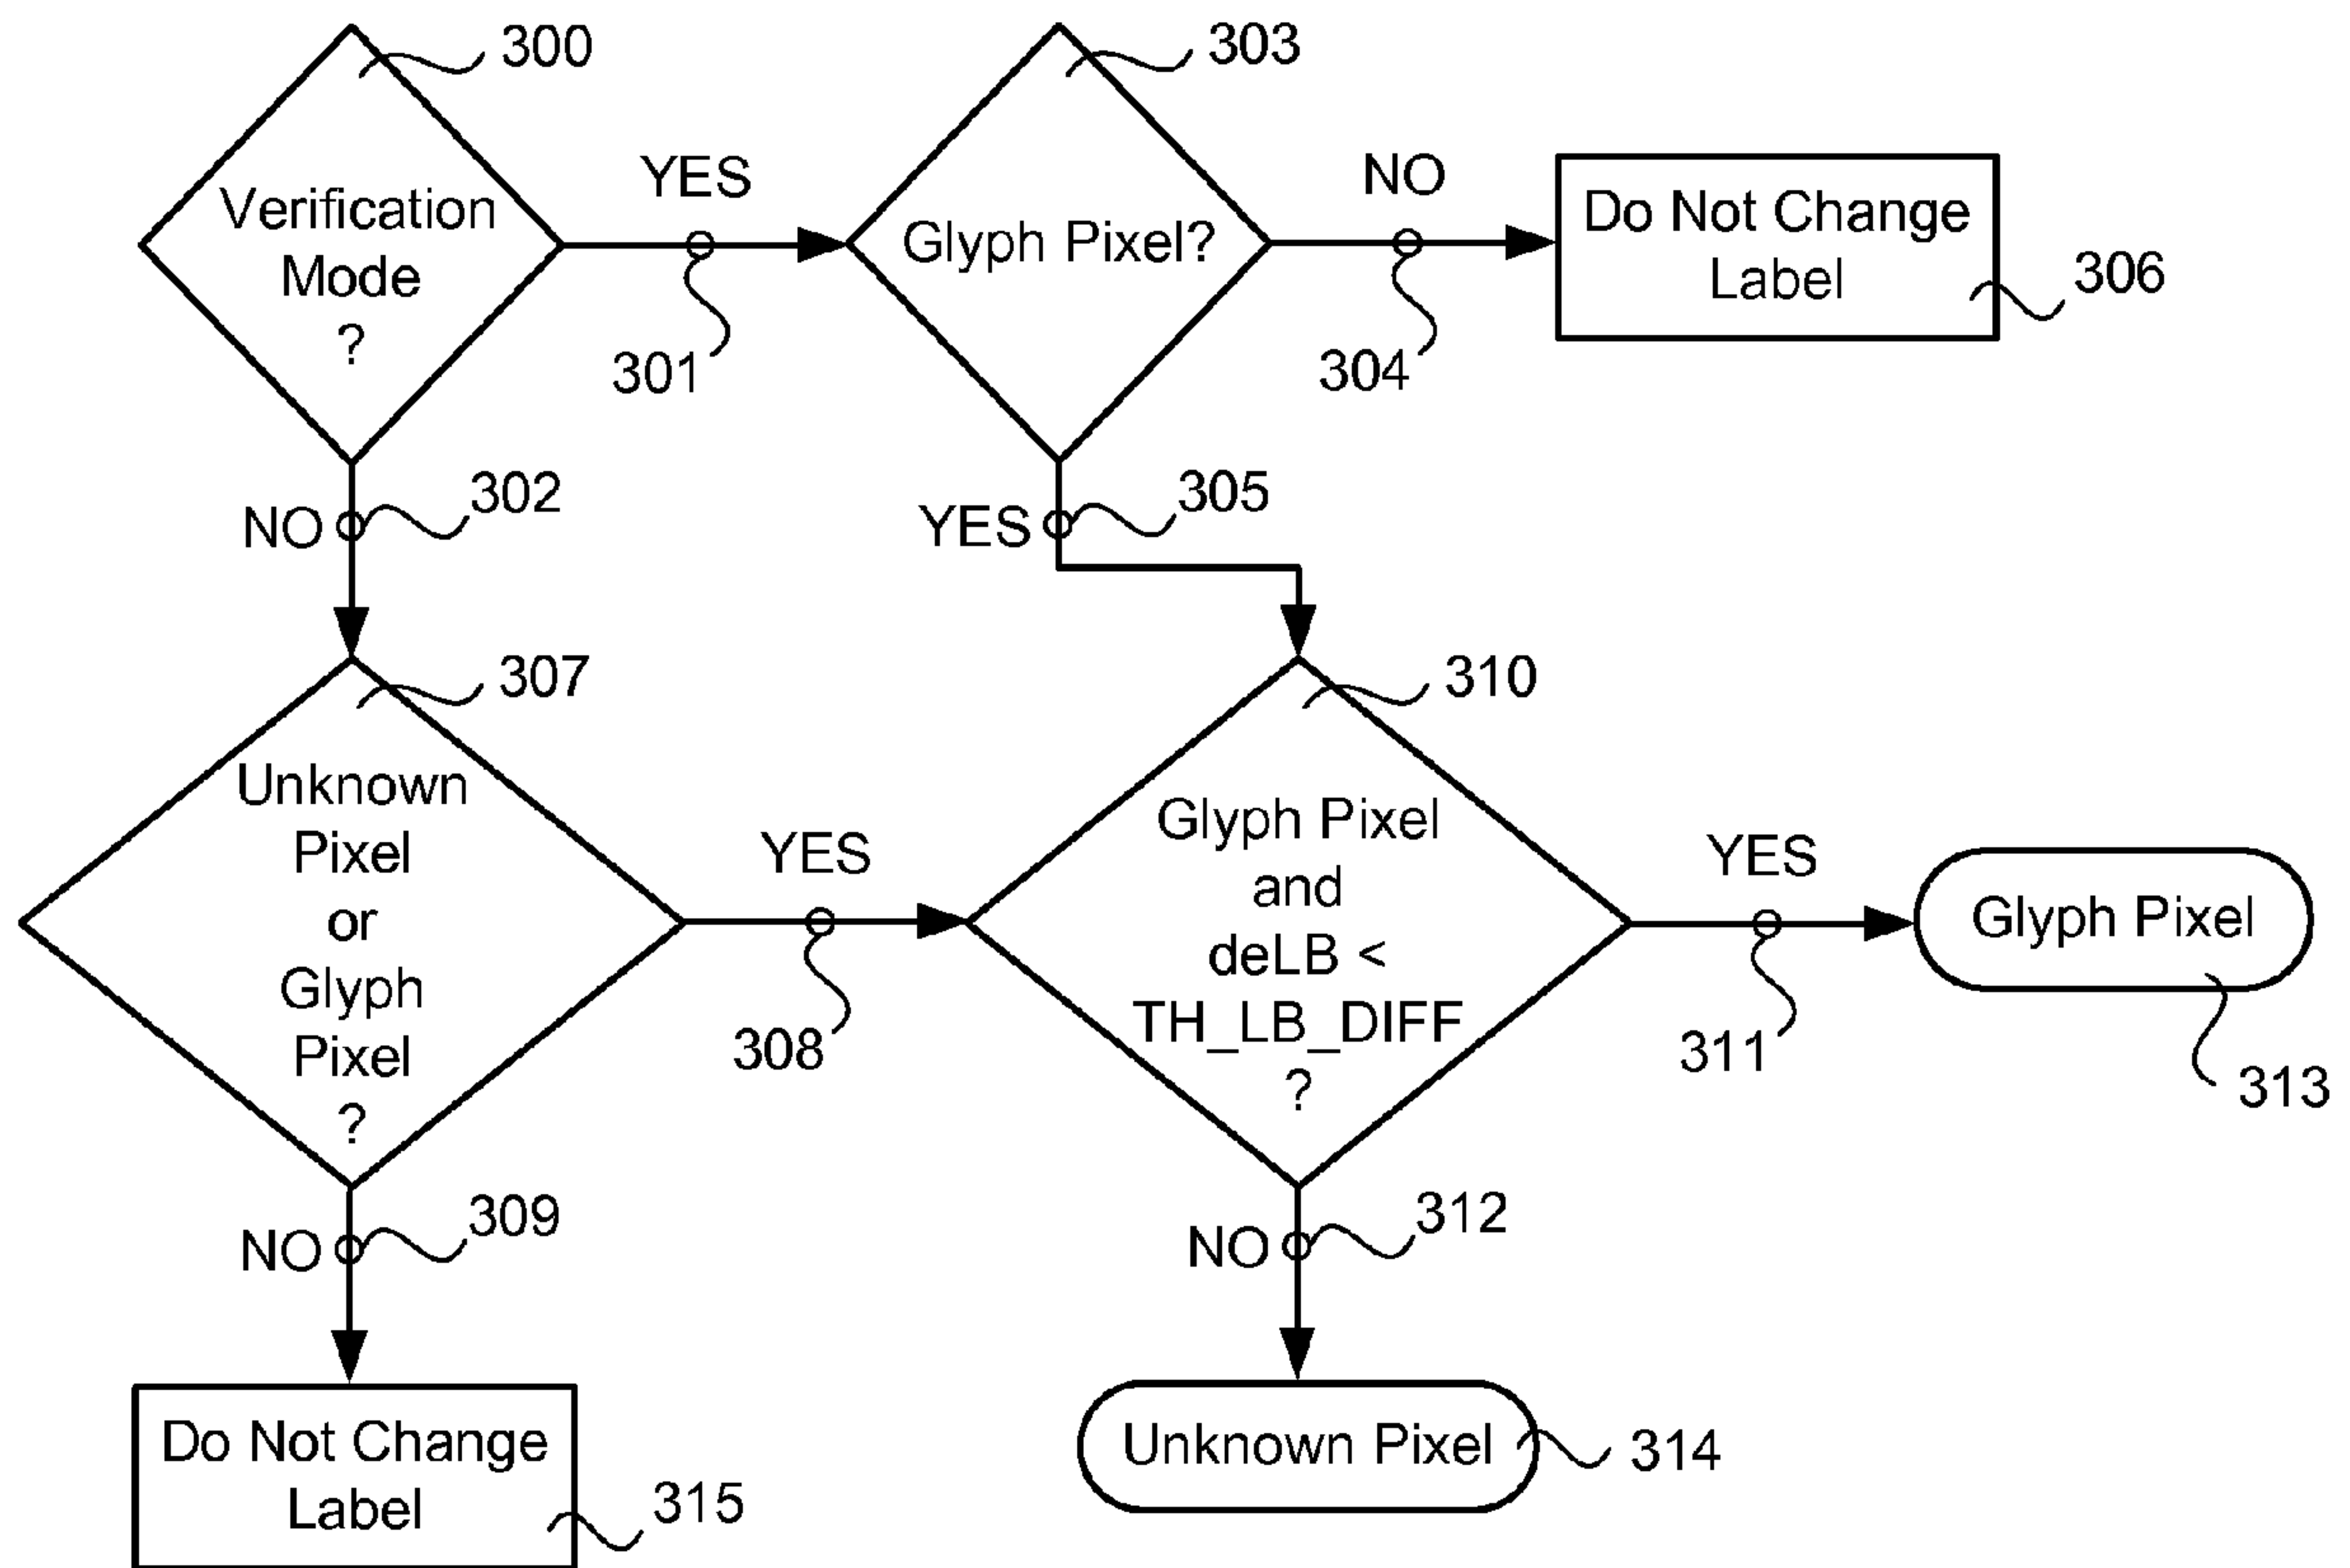 300
303
Verification
Mode
?
YES
301
Glyph Pixel?
NO
304
Do Not Change
Label
306
NO
302
YES
305
307
Unknown
Pixel
or
Glyph
Pixel
?
YES
308
310
Glyph Pixel
and
deLB <
TH_LB_DIFF
?
YES
311
Glyph Pixel
313
NO
309
NO
312
Do Not Change
Label
315
Unknown Pixel
314